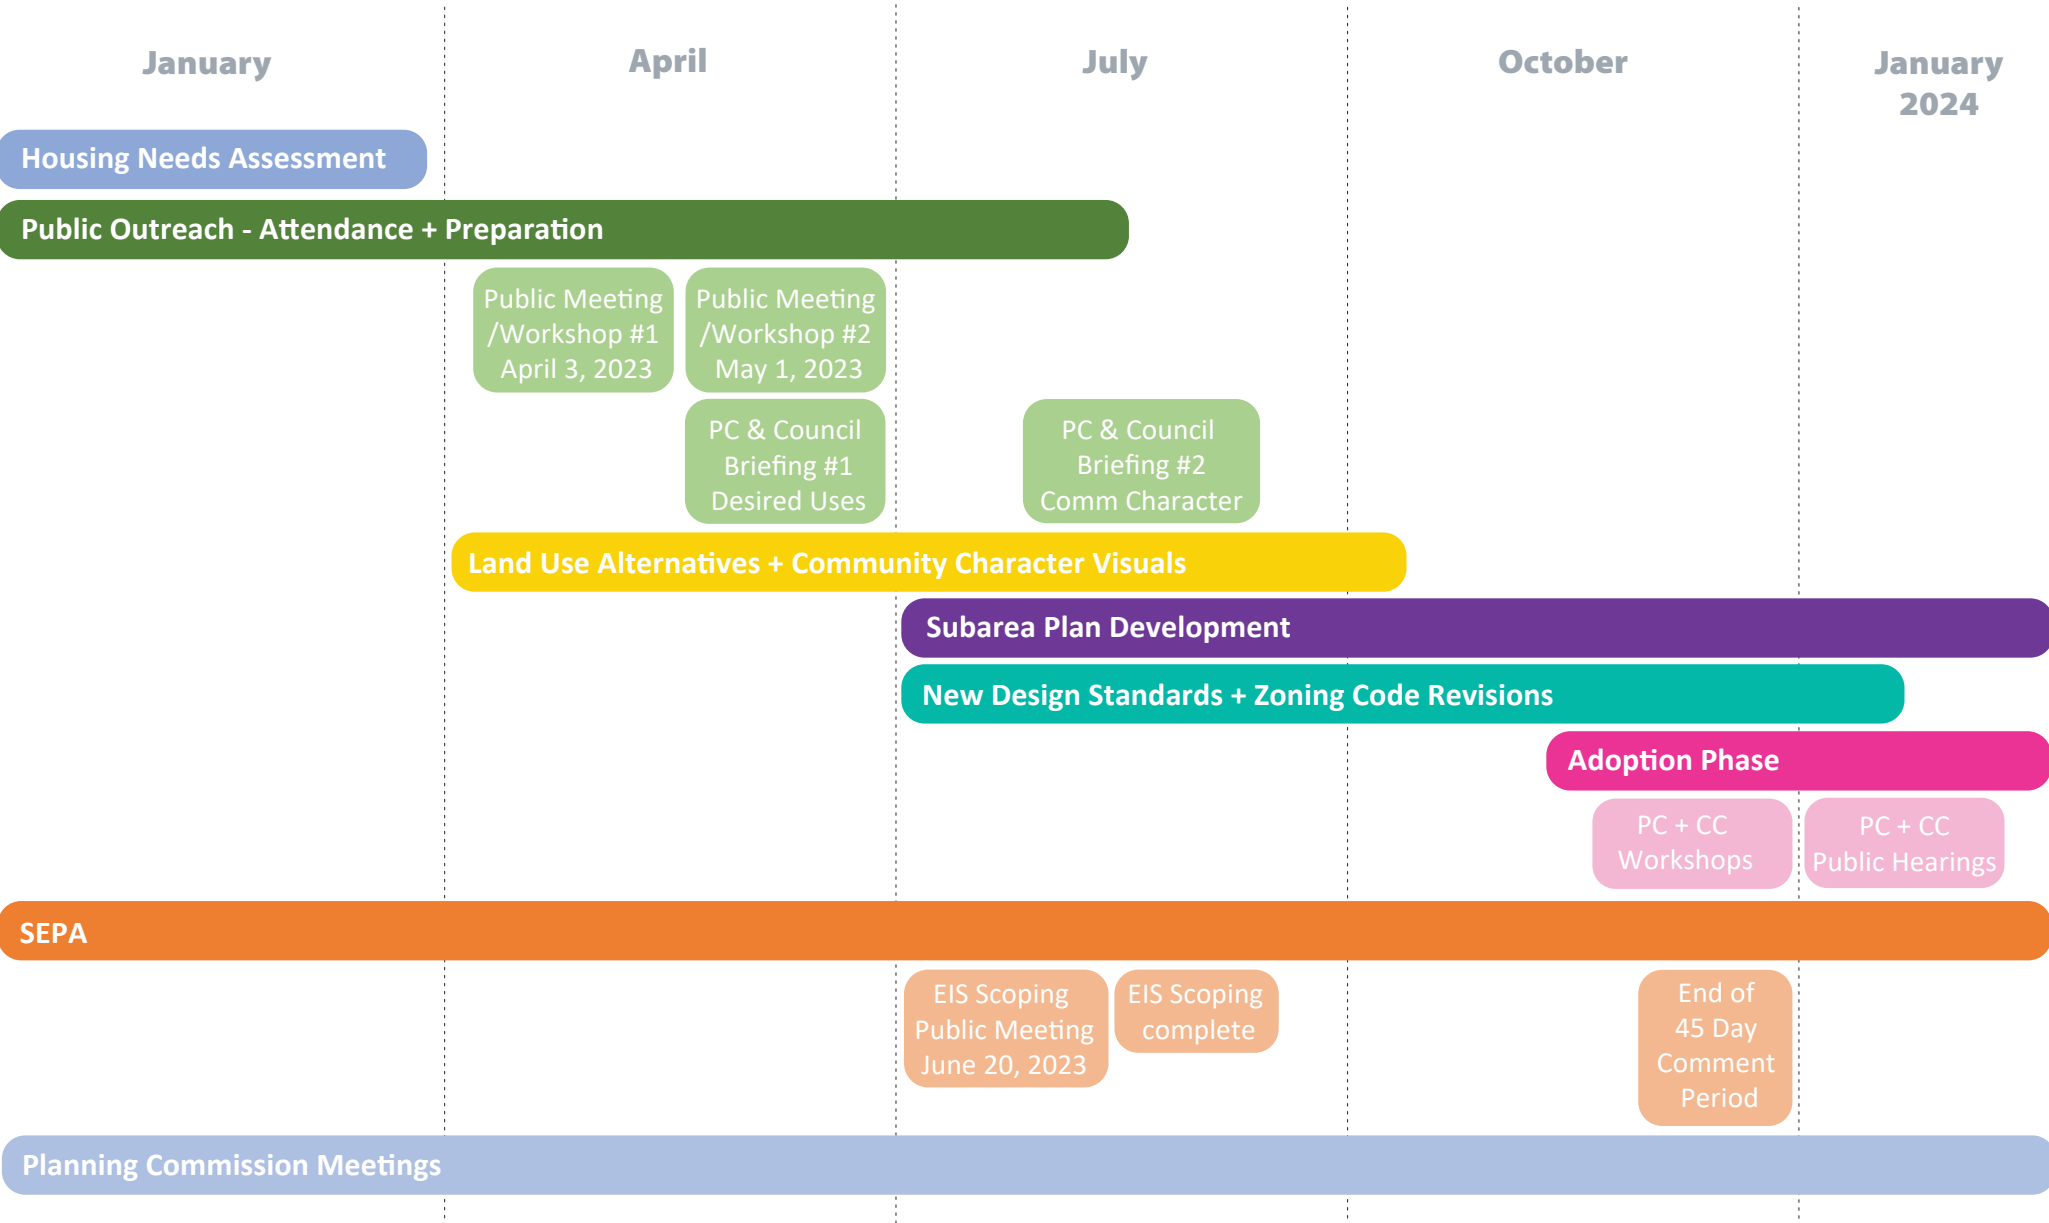 January
April
July
October
January
2024
Housing Needs Assessment
Public Outreach - Attendance + Preparation
Public Meeting
/Workshop #1
April 3, 2023
Public Meeting
/Workshop #2
May 1, 2023
PC & Council
Briefing #1
Desired Uses
PC & Council
Briefing #2
Comm Character
Land Use Alternatives + Community Character Visuals
Subarea Plan Development
New Design Standards + Zoning Code Revisions
Adoption Phase
PC + CC
Workshops
PC + CC
Public Hearings
SEPA
EIS Scoping
Public Meeting
June 20, 2023
EIS Scoping
complete
End of
45 Day
Comment
Period
Planning Commission Meetings